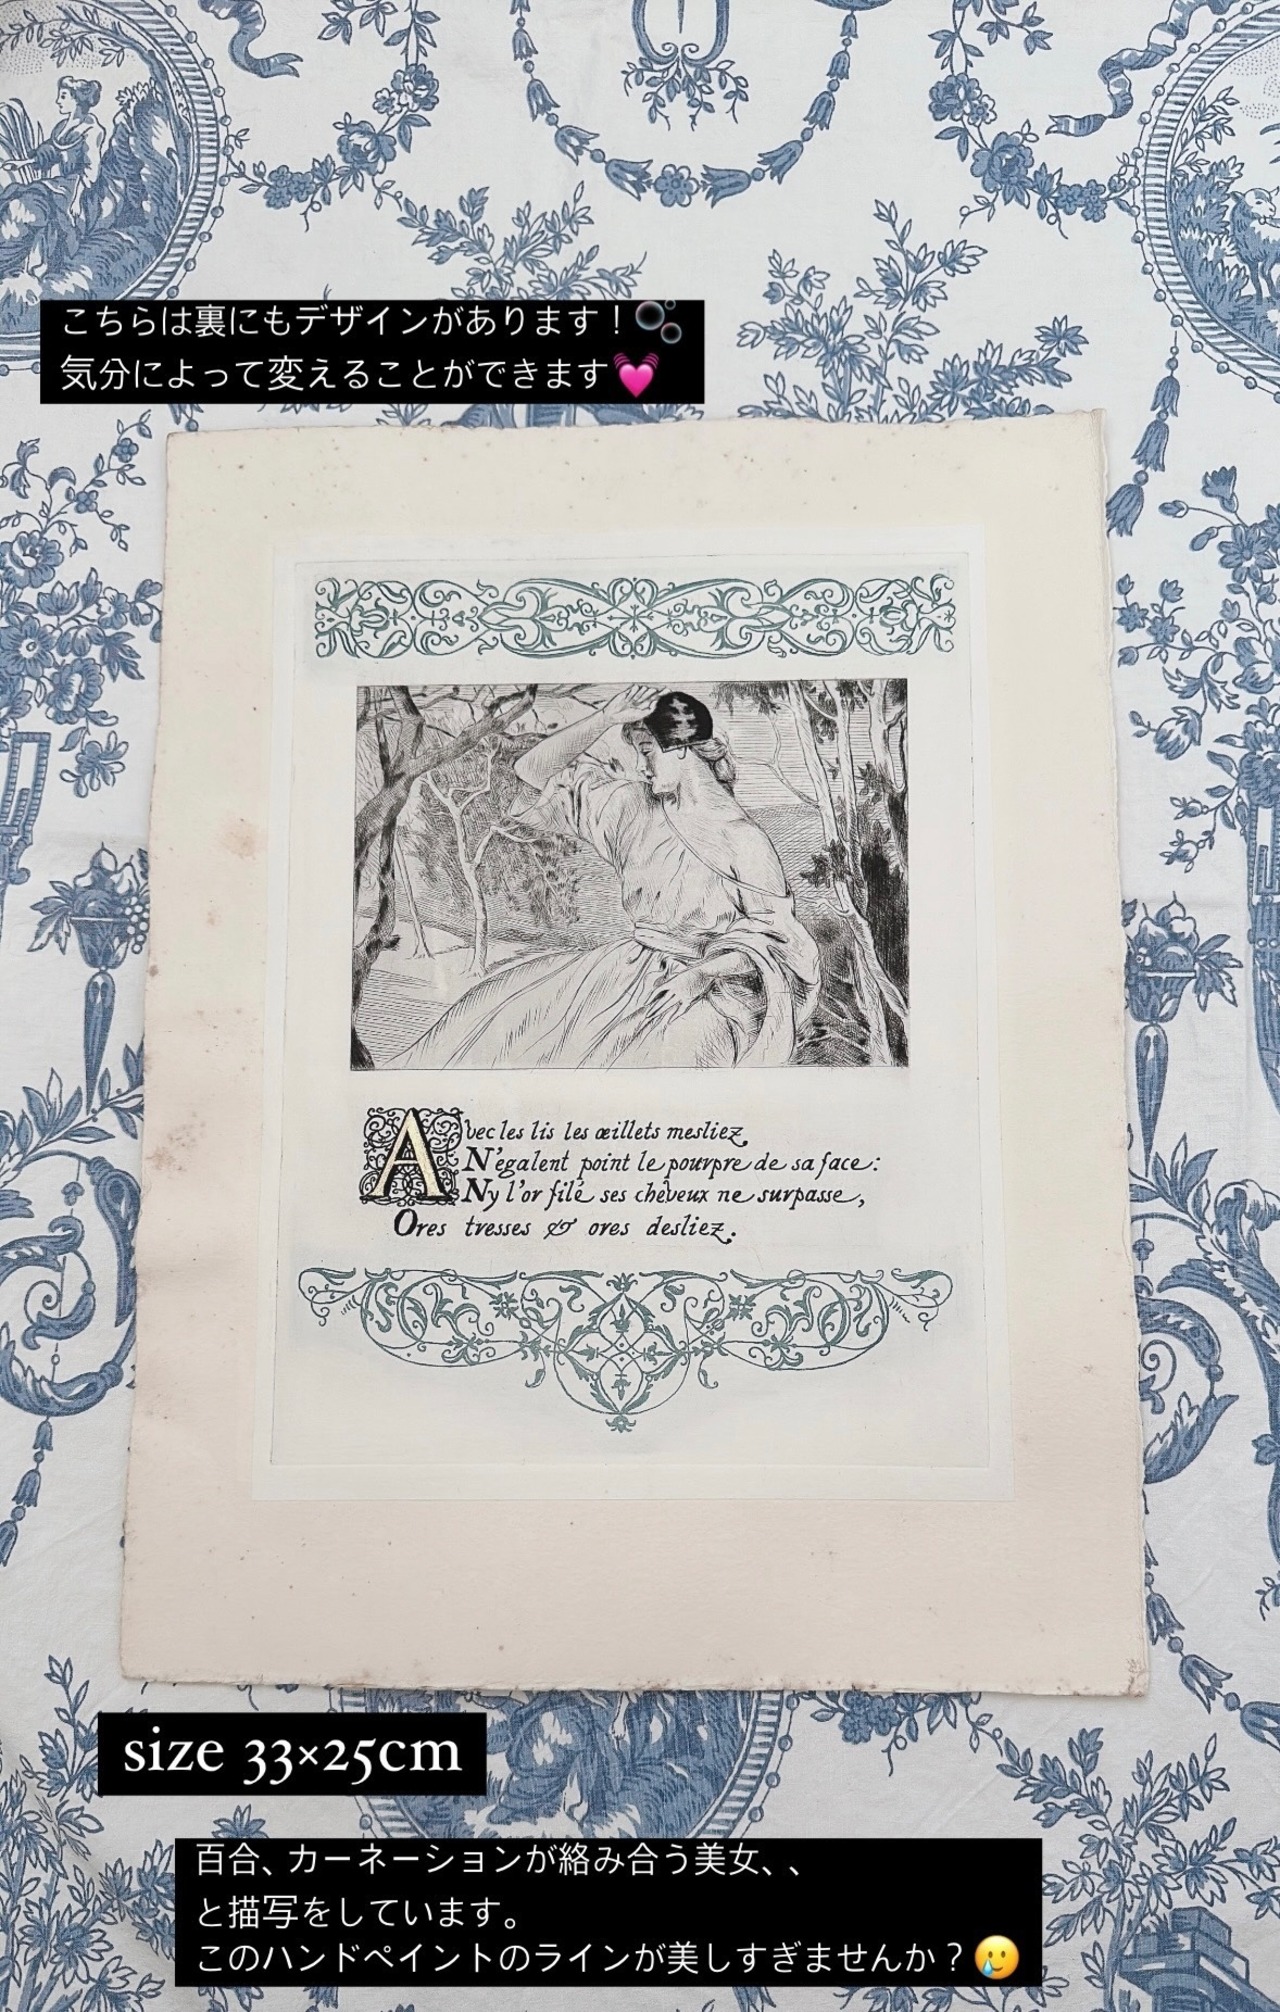 こちらは裏にもデザインがあります！🫧
気分によって変えることができます💓
Avec les lis les œillets mesliez,
N'egalent point le pourpre de sa face:
Ny l'or filé ses cheveux ne surpasse,
Ores tresses & ores desliez.
size 33×25cm
百合、カーネーションが絡み合う美女、、
と描写をしています。
このハンドペイントのラインが美しすぎませんか？🥲